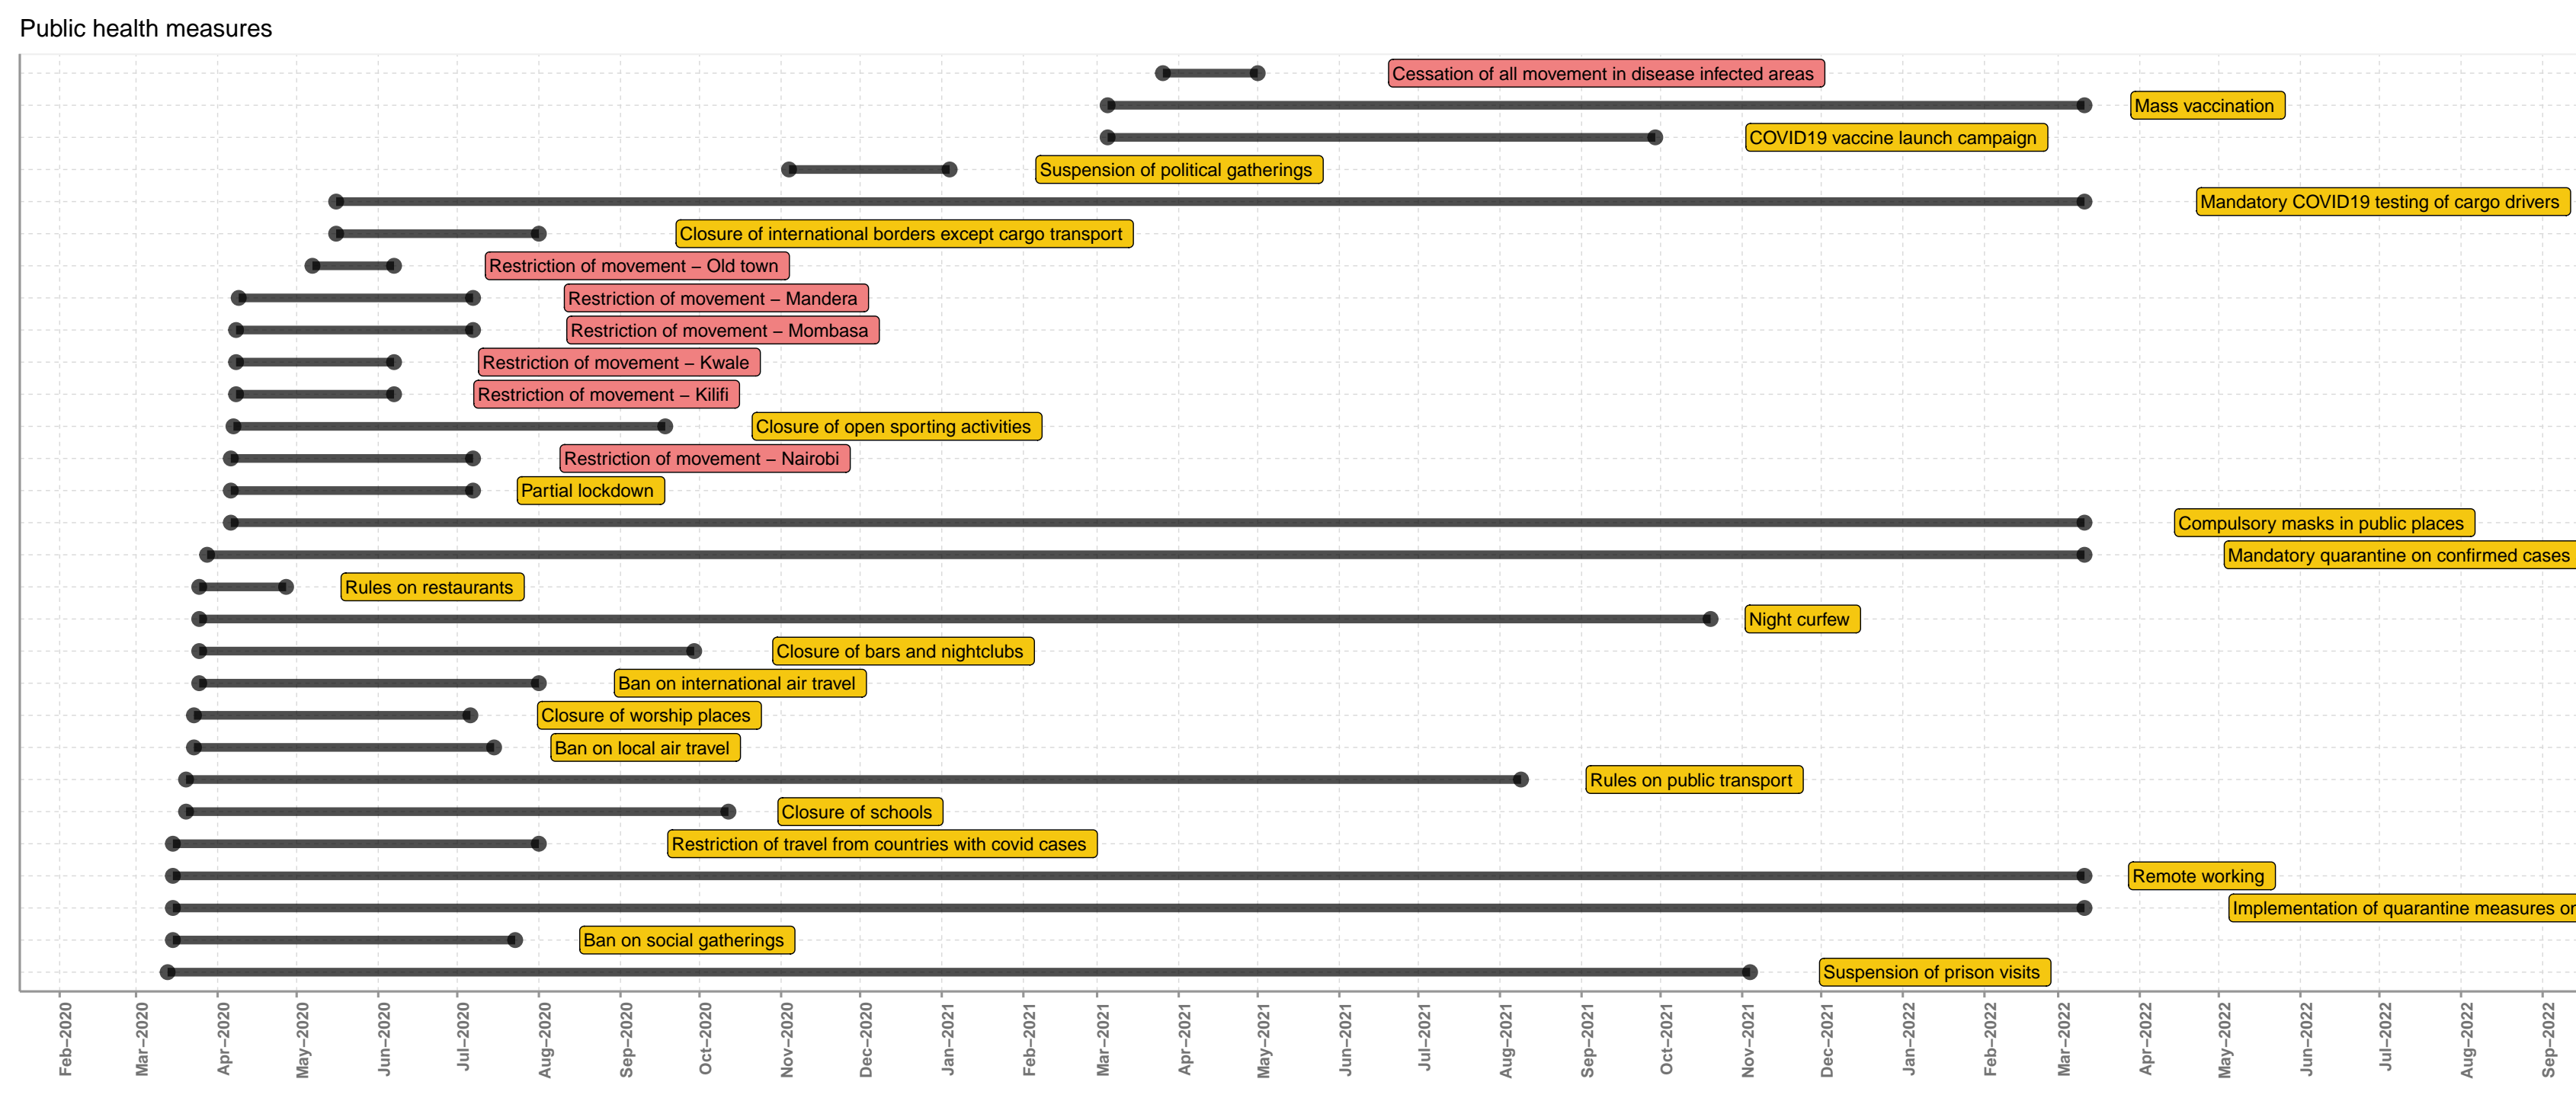 Public health measures
Cessation of all movement in disease infected areas
Mass vaccination
COVID19 vaccine launch campaign
Suspension of political gatherings
Mandatory COVID19 testing of cargo drivers
Closure of international borders except cargo transport
Restriction of movement – Old town
Restriction of movement – Mandera
Restriction of movement – Mombasa
Restriction of movement – Kwale
Restriction of movement – Kilifi
Closure of open sporting activities
Restriction of movement – Nairobi
Partial lockdown
Compulsory masks in public places
Mandatory quarantine on confirmed cases
Rules on restaurants
Night curfew
Closure of bars and nightclubs
Ban on international air travel
Closure of worship places
Ban on local air travel
Rules on public transport
Closure of schools
Restriction of travel from countries with covid cases
Remote working
Implementation of quarantine measures
Ban on social gatherings
Suspension of prison visits
Feb–2020
Mar–2020
Apr–2020
May–2020
Jun–2020
Jul–2020
Aug–2020
Sep–2020
Oct–2020
Nov–2020
Dec–2020
Jan–2021
Feb–2021
Mar–2021
Apr–2021
May–2021
Jun–2021
Jul–2021
Aug–2021
Sep–2021
Oct–2021
Nov–2021
Dec–2021
Jan–2022
Feb–2022
Mar–2022
Apr–2022
May–2022
Jun–2022
Jul–2022
Aug–2022
Sep–2022